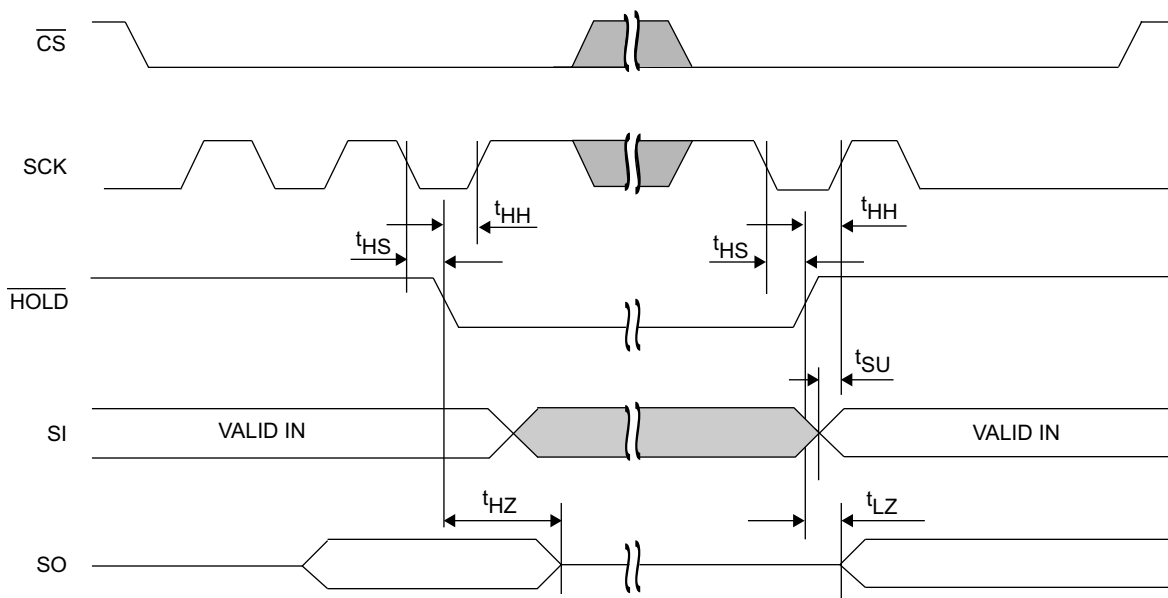 CS
SCK
tHH
tHH
tHS
tHS
HOLD
tSU
SI
VALID IN
VALID IN
tHZ
tLZ
SO